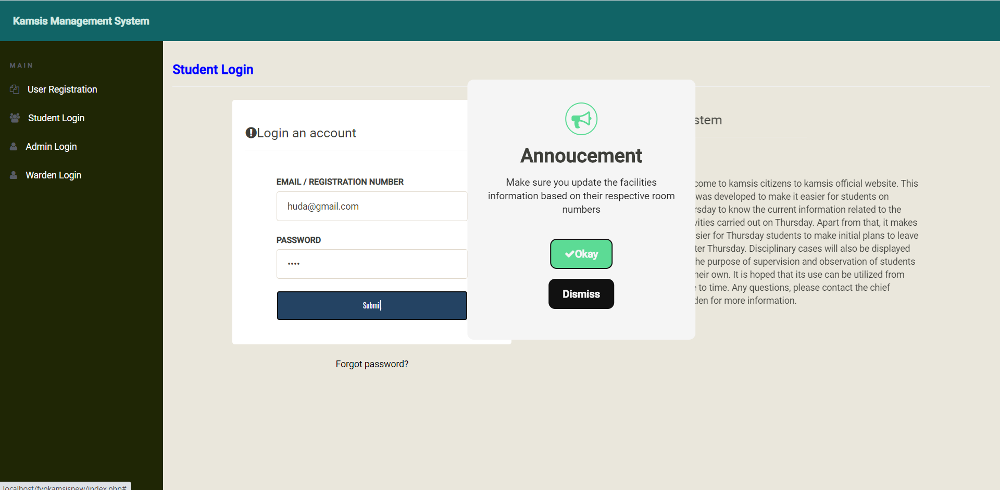 Kamsis Management System
MAIN
User Registration
Student Login
Admin Login
Warden Login
Student Login
Login an account
EMAIL / REGISTRATION NUMBER
huda@gmail.com
PASSWORD
••••
Submit
Forgot password?
Annoucement
Make sure you update the facilities
information based on their respective room
numbers
Okay
Dismiss
stem
come to kamsis citizens to kamsis official website. This
was developed to make it easier for students on
rsday to know the current information related to the
vities carried out on Thursday. Apart from that, it makes
sier for Thursday students to make initial plans to leave
ter Thursday. Disciplinary cases will also be displayed
he purpose of supervision and observation of students
heir own. It is hoped that its use can be utilized from
to time. Any questions, please contact the chief
den for more information.
localhost/fypkamsisnew/index.php#